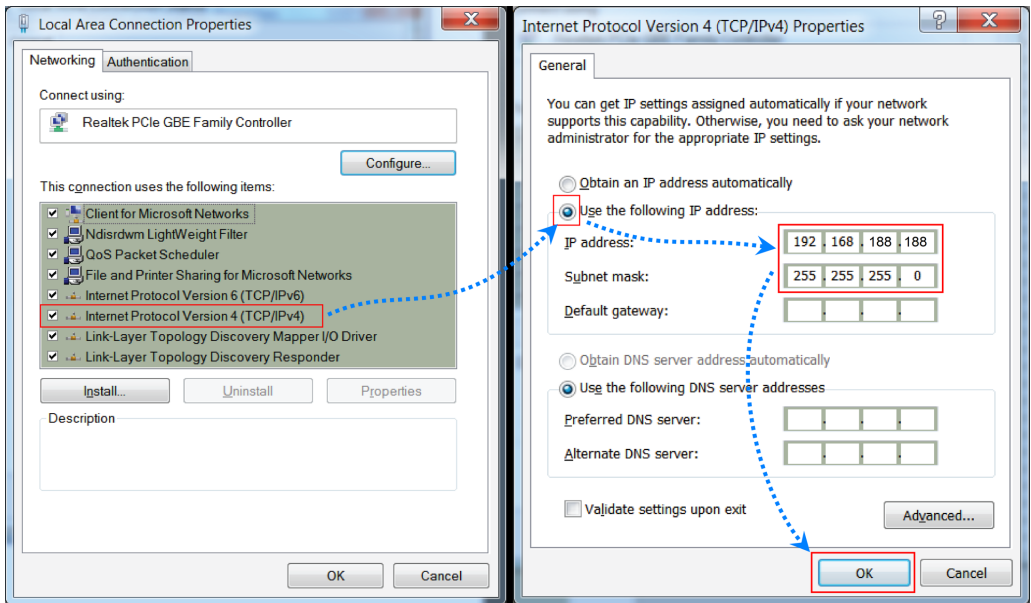 Local Area Connection Properties
Networking
Authentication
Connect using:
Realtek PCIe GBE Family Controller
Configure...
This connection uses the following items:
Client for Microsoft Networks
Ndisrdwm LightWeight Filter
QoS Packet Scheduler
File and Printer Sharing for Microsoft Networks
Internet Protocol Version 6 (TCP/IPv6)
Internet Protocol Version 4 (TCP/IPv4)
Link-Layer Topology Discovery Mapper I/O Driver
Link-Layer Topology Discovery Responder
Install...
Uninstall
Properties
Description
OK
Cancel
Internet Protocol Version 4 (TCP/IPv4) Properties
General
You can get IP settings assigned automatically if your network
supports this capability. Otherwise, you need to ask your network
administrator for the appropriate IP settings.
Obtain an IP address automatically
Use the following IP address:
IP address: 192 . 168 . 188 . 188
Subnet mask: 255 . 255 . 255 . 0
Default gateway: . . .
Obtain DNS server address automatically
Use the following DNS server addresses
Preferred DNS server: . . .
Alternate DNS server: . . .
Validate settings upon exit
Advanced...
OK
Cancel